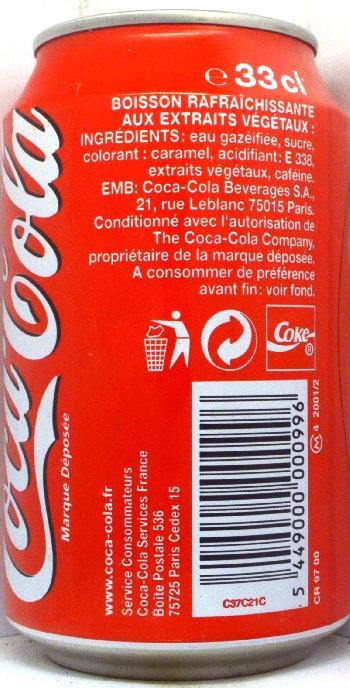 ℮ 33 cl
BOISSON RAFRAÎCHISSANTE
AUX EXTRAITS VÉGÉTAUX :
INGRÉDIENTS : eau gazéifiée, sucre,
colorant : caramel, acidifiant : E 338,
extraits végétaux, caféine.
EMB: Coca-Cola Beverages S.A.,
21, rue Leblanc 75015 Paris.
Conditionné avec l'autorisation de
The Coca-Cola Company,
propriétaire de la marque déposée.
A consommer de préférence
avant fin : voir fond.
Coca-Cola
Marque Déposée
Coke®
www.coca-cola.fr
Service Consommateurs
Coca-Cola Services France
Boîte Postale 536
75725 Paris Cedex 15
5 449000 000996
C37C21C
M 4 2001/2
CR 97 00